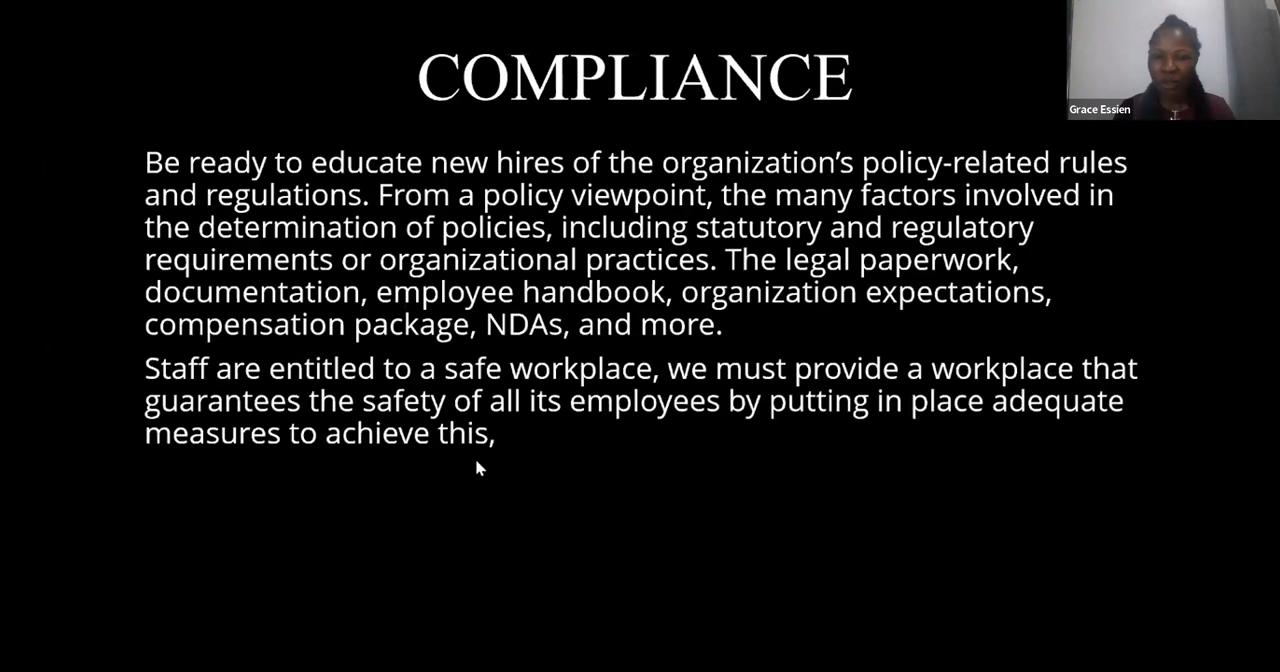 COMPLIANCE
Grace Essien
Be ready to educate new hires of the organization’s policy-related rules
and regulations. From a policy viewpoint, the many factors involved in
the determination of policies, including statutory and regulatory
requirements or organizational practices. The legal paperwork,
documentation, employee handbook, organization expectations,
compensation package, NDAs, and more.
Staff are entitled to a safe workplace, we must provide a workplace that
guarantees the safety of all its employees by putting in place adequate
measures to achieve this,